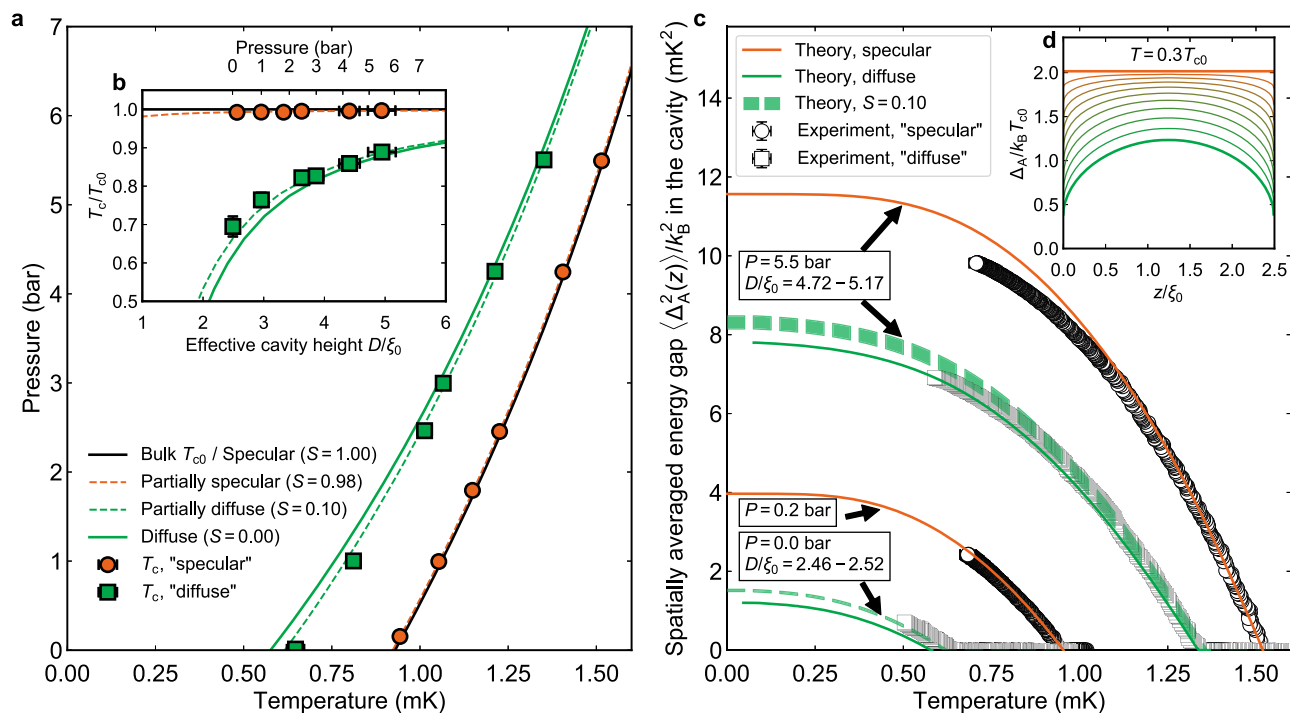 a
Pressure (bar)
0 1 2 3 4 5 6 7
b
1.0
0.9
0.8
0.7
0.6
0.5
T_c/T_c0
1 2 3 4 5 6
Effective cavity height D/ξ_0
7
6
5
4
3
2
1
0
Pressure (bar)
Bulk T_c0 / Specular (S = 1.00)
Partially specular (S = 0.98)
Partially diffuse (S = 0.10)
Diffuse (S = 0.00)
T_c, "specular"
T_c, "diffuse"
0.00 0.25 0.50 0.75 1.00 1.25 1.50
Temperature (mK)
c
Theory, specular
Theory, diffuse
Theory, S = 0.10
Experiment, "specular"
Experiment, "diffuse"
d
T = 0.3T_c0
2.0
1.5
1.0
0.5
0.0
Δ_A/k_B T_c0
0.0 0.5 1.0 1.5 2.0 2.5
z/ξ_0
14
12
10
8
6
4
2
0
Spatially averaged energy gap ⟨Δ_A^2(z)⟩/k_B^2 in the cavity (mK^2)
P = 5.5 bar
D/ξ_0 = 4.72 − 5.17
P = 0.2 bar
P = 0.0 bar
D/ξ_0 = 2.46 − 2.52
0.00 0.25 0.50 0.75 1.00 1.25 1.50
Temperature (mK)